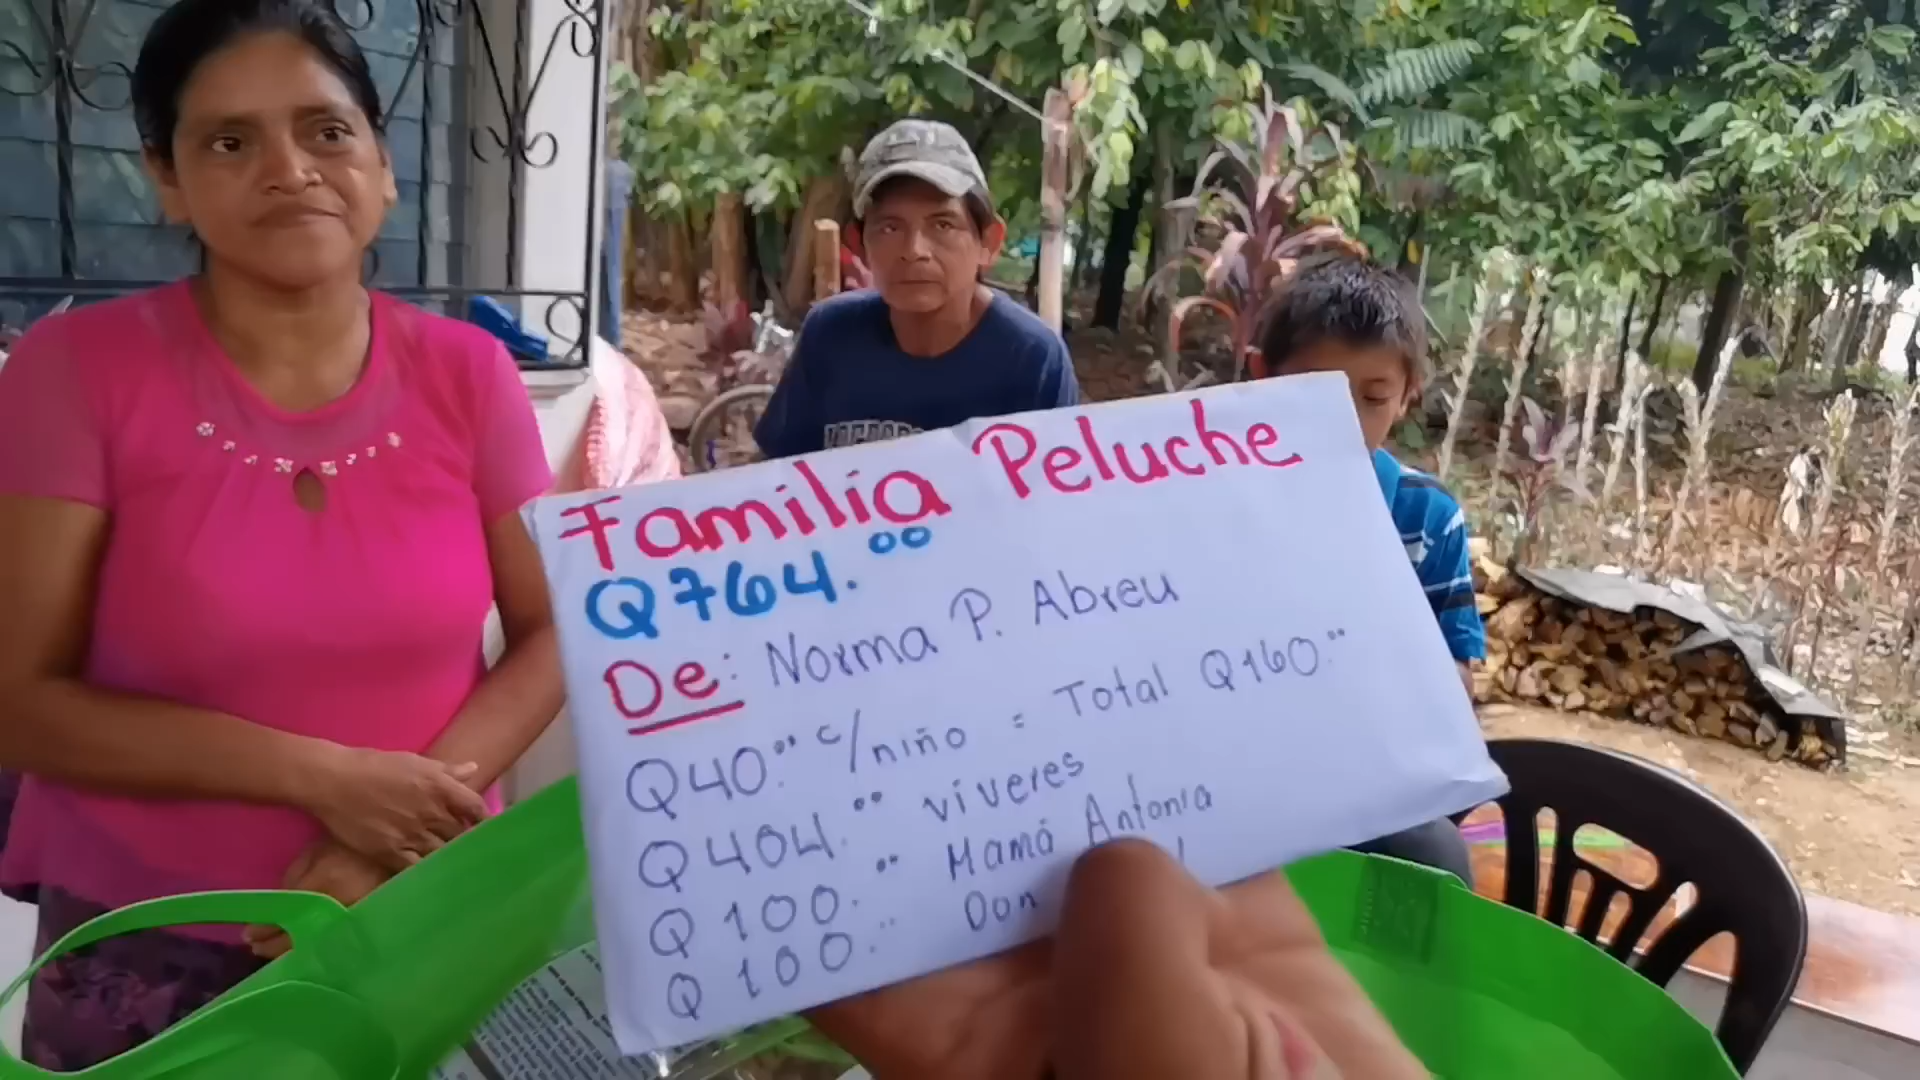 Familia Peluche
Q764.00
De: Norma P. Abreu
Q40.00 c/niño = Total Q160.00
Q404.00 viveres
Q100.00 Mamá Antonia
Q100.00 Don